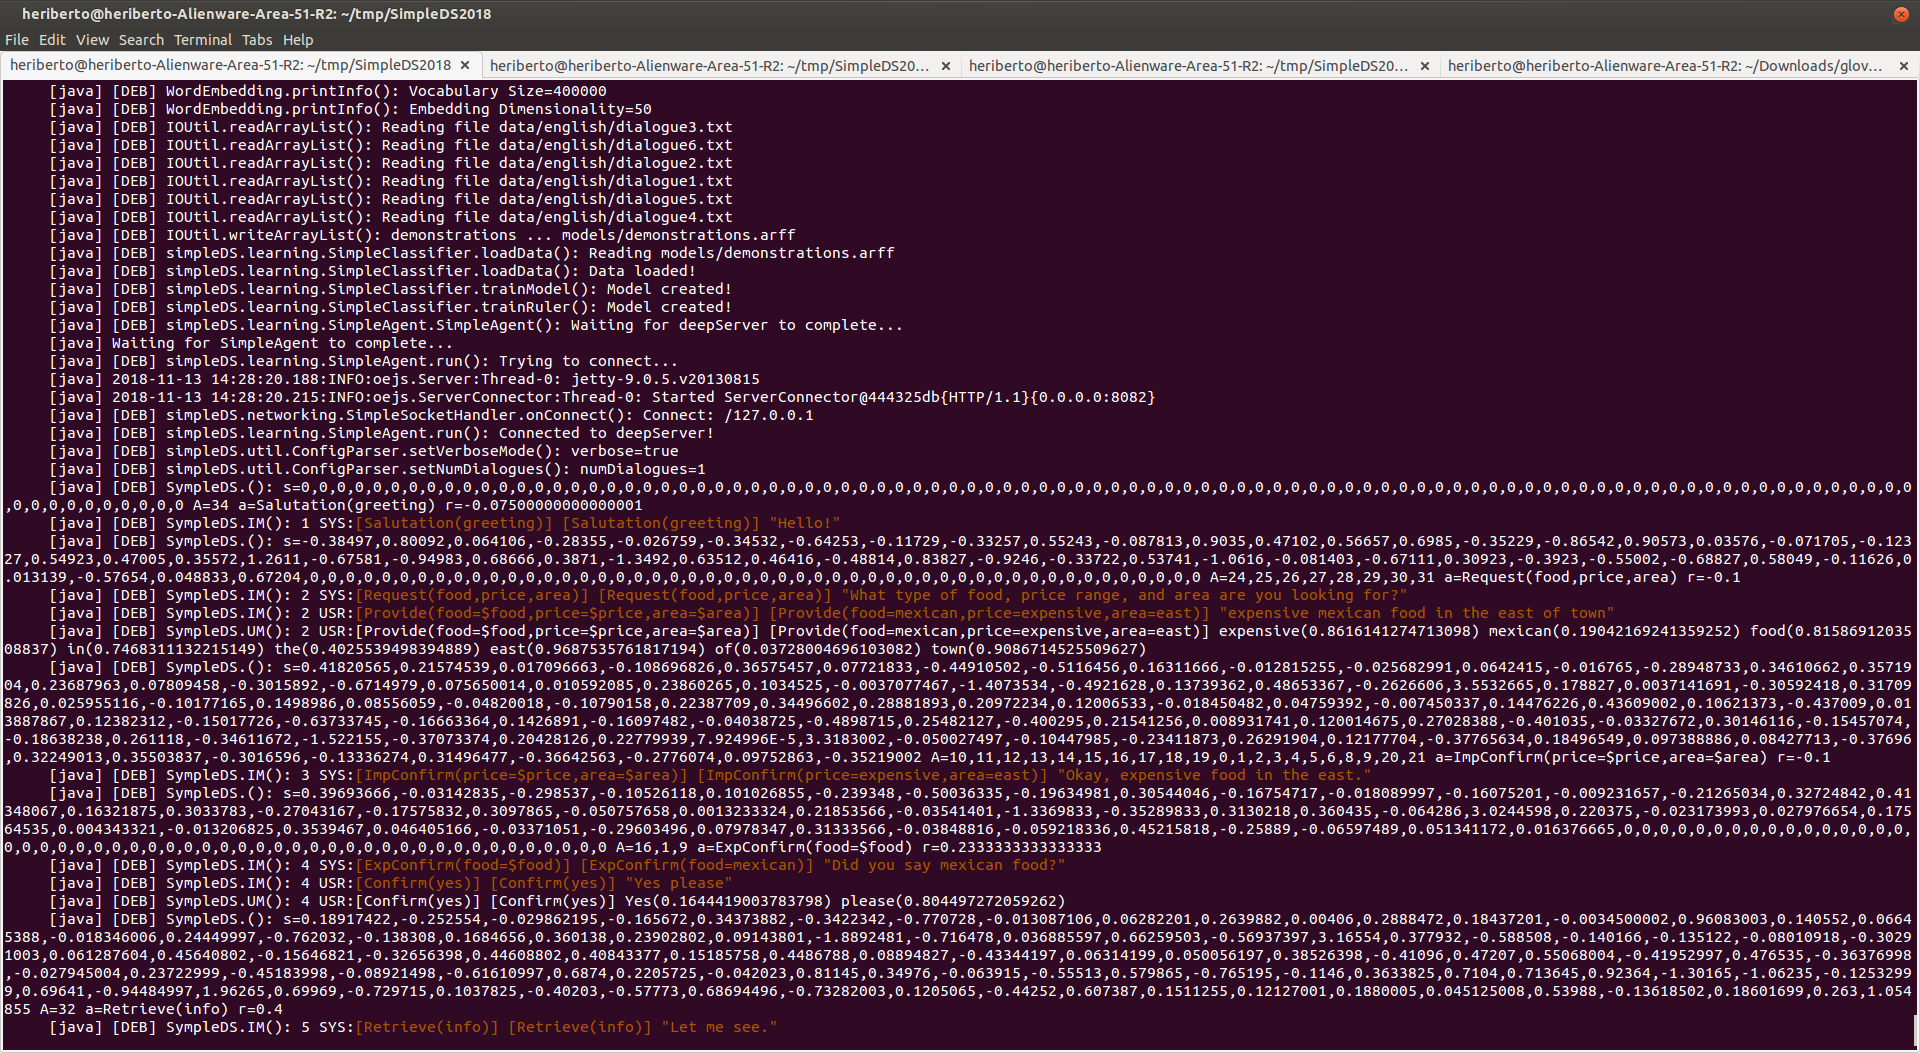 heriberto@heriberto-Alienware-Area-51-R2: ~/tmp/SimpleDS2018
File Edit View Search Terminal Tabs Help
heriberto@heriberto-Alienware-Area-51-R2: ~/tmp/SimpleDS2018 × heriberto@heriberto-Alienware-Area-51-R2: ~/tmp/SimpleDS20... × heriberto@heriberto-Alienware-Area-51-R2: ~/tmp/SimpleDS20... × heriberto@heriberto-Alienware-Area-51-R2: ~/Downloads/glov... ×
[java] [DEB] WordEmbedding.printInfo(): Vocabulary Size=400000
[java] [DEB] WordEmbedding.printInfo(): Embedding Dimensionality=50
[java] [DEB] IOUtil.readArrayList(): Reading file data/english/dialogue3.txt
[java] [DEB] IOUtil.readArrayList(): Reading file data/english/dialogue6.txt
[java] [DEB] IOUtil.readArrayList(): Reading file data/english/dialogue2.txt
[java] [DEB] IOUtil.readArrayList(): Reading file data/english/dialogue1.txt
[java] [DEB] IOUtil.readArrayList(): Reading file data/english/dialogue5.txt
[java] [DEB] IOUtil.readArrayList(): Reading file data/english/dialogue4.txt
[java] [DEB] IOUtil.writeArrayList(): demonstrations ... models/demonstrations.arff
[java] [DEB] simpleDS.learning.SimpleClassifier.loadData(): Reading models/demonstrations.arff
[java] [DEB] simpleDS.learning.SimpleClassifier.loadData(): Data loaded!
[java] [DEB] simpleDS.learning.SimpleClassifier.trainModel(): Model created!
[java] [DEB] simpleDS.learning.SimpleClassifier.trainRuler(): Model created!
[java] [DEB] simpleDS.learning.SimpleAgent.SimpleAgent(): Waiting for deepServer to complete...
[java] Waiting for SimpleAgent to complete...
[java] [DEB] simpleDS.learning.SimpleAgent.run(): Trying to connect...
[java] 2018-11-13 14:28:20.188:INFO:oejs.Server:Thread-0: jetty-9.0.5.v20130815
[java] 2018-11-13 14:28:20.215:INFO:oejs.ServerConnector:Thread-0: Started ServerConnector@444325db{HTTP/1.1}{0.0.0.0:8082}
[java] [DEB] simpleDS.networking.SimpleSocketHandler.onConnect(): Connect: /127.0.0.1
[java] [DEB] simpleDS.learning.SimpleAgent.run(): Connected to deepServer!
[java] [DEB] simpleDS.util.ConfigParser.setVerboseMode(): verbose=true
[java] [DEB] simpleDS.util.ConfigParser.setNumDialogues(): numDialogues=1
[java] [DEB] SympleDS.(): s=0,0,0,0,0,0,0,0,0,0,0,0,0,0,0,0,0,0,0,0,0,0,0,0,0,0,0,0,0,0,0,0,0,0,0,0,0,0,0,0,0,0,0,0,0,0,0,0,0,0,0,0,0,0,0,0,0,0,0,0,0,0,0,0,0,0,0,0,0,0,0,0,0,0,0,0,0,0,0,0,0,0,0,0,0,0,0,0,0,0
,0,0,0,0,0,0,0,0,0,0 A=34 a=Salutation(greeting) r=-0.07500000000000001
[java] [DEB] SympleDS.IM(): 1 SYS:[Salutation(greeting)] [Salutation(greeting)] "Hello!"
[java] [DEB] SympleDS.(): s=-0.38497,0.80092,0.064106,-0.28355,-0.026759,-0.34532,-0.64253,-0.11729,-0.33257,0.55243,-0.087813,0.9035,0.47102,0.56657,0.6985,-0.35229,-0.86542,0.90573,0.03576,-0.071705,-0.123
27,0.54923,0.47005,0.35572,1.2611,-0.67581,-0.94983,0.68666,0.3871,-1.3492,0.63512,0.46416,-0.48814,0.83827,-0.9246,-0.33722,0.53741,-1.0616,-0.081403,-0.67111,0.30923,-0.3923,-0.55002,-0.68827,0.58049,-0.11626,0
.013139,-0.57654,0.048833,0.67204,0,0,0,0,0,0,0,0,0,0,0,0,0,0,0,0,0,0,0,0,0,0,0,0,0,0,0,0,0,0,0,0,0,0,0,0,0,0,0,0,0,0,0,0,0,0,0,0,0,0 A=24,25,26,27,28,29,30,31 a=Request(food,price,area) r=-0.1
[java] [DEB] SympleDS.IM(): 2 SYS:[Request(food,price,area)] [Request(food,price,area)] "What type of food, price range, and area are you looking for?"
[java] [DEB] SympleDS.IM(): 2 USR:[Provide(food=$food,price=$price,area=$area)] [Provide(food=mexican,price=expensive,area=east)] "expensive mexican food in the east of town"
[java] [DEB] SympleDS.UM(): 2 USR:[Provide(food=$food,price=$price,area=$area)] [Provide(food=mexican,price=expensive,area=east)] expensive(0.8616141274713098) mexican(0.19042169241359252) food(0.8158691203
508837) in(0.7468311132215149) the(0.4025539498394889) east(0.9687535761817194) of(0.03728004696103082) town(0.9086714525509627)
[java] [DEB] SympleDS.(): s=0.41820565,0.21574539,0.017096663,-0.108696826,0.36575457,0.07721833,-0.44910502,-0.5116456,0.16311666,-0.012815255,-0.025682991,0.0642415,-0.016765,-0.28948733,0.34610662,0.3571
904,0.23687963,0.07809458,-0.3015892,-0.6714979,0.075650014,0.010592085,0.23860265,0.1034525,-0.0037077467,-1.4073534,-0.4921628,0.13739362,0.48653367,-0.2626606,3.5532665,0.178827,0.0037141691,-0.30592418,0.31709
826,0.025955116,-0.10177165,0.1498986,0.08556059,-0.04820018,-0.10790158,0.22387709,0.34496602,0.28881893,0.20972234,0.12006533,-0.018450482,0.04759392,-0.007450337,0.14476226,0.43609002,0.10621373,-0.437009,0.01
3887867,0.12382312,-0.15017226,-0.63733745,-0.16663364,0.1426891,-0.16097482,-0.04038725,-0.4898715,0.25482127,-0.400295,0.21541256,0.008931741,0.120014675,0.27028388,-0.401035,-0.03327672,0.30146116,-0.15457074,
-0.18638238,0.261118,-0.34611672,-1.522155,-0.37073374,0.20428126,0.22779939,7.924996E-5,3.3183002,-0.050027497,-0.10447985,-0.23411873,0.26291904,0.12177704,-0.37765634,0.18496549,0.097388886,0.08427713,-0.37696
,0.32249013,0.35503837,-0.3016596,-0.13336274,0.31496477,-0.36642563,-0.2776074,0.09752863,-0.35219002 A=10,11,12,13,14,15,16,17,18,19,0,1,2,3,4,5,6,8,9,20,21 a=ImpConfirm(price=$price,area=$area) r=-0.1
[java] [DEB] SympleDS.IM(): 3 SYS:[ImpConfirm(price=$price,area=$area)] [ImpConfirm(price=expensive,area=east)] "Okay, expensive food in the east."
[java] [DEB] SympleDS.(): s=0.39693666,-0.03142835,-0.298537,-0.10526118,0.101026855,-0.239348,-0.50036335,-0.19634981,0.30544046,-0.16754717,-0.018089997,-0.16075201,-0.009231657,-0.21265034,0.32724842,0.41
348067,0.16321875,0.3033783,-0.27043167,-0.17575832,0.3097865,-0.050757658,0.0013233324,0.21853566,-0.03541401,-1.3369833,-0.35289833,0.3130218,0.360435,-0.064286,3.0244598,0.220375,-0.023173993,0.027976654,0.175
64535,0.004343321,-0.013206825,0.3539467,0.046405166,-0.03371051,-0.29603496,0.07978347,0.31333566,-0.03848816,-0.059218336,0.45215818,-0.25889,-0.06597489,0.051341172,0.016376665,0,0,0,0,0,0,0,0,0,0,0,0,0,0,0,0,
0,0,0,0,0,0,0,0,0,0,0,0,0,0,0,0,0,0,0,0,0,0,0,0,0,0,0,0,0,0,0,0,0,0 A=16,1,9 a=ExpConfirm(food=$food) r=0.2333333333333333
[java] [DEB] SympleDS.IM(): 4 SYS:[ExpConfirm(food=$food)] [ExpConfirm(food=mexican)] "Did you say mexican food?"
[java] [DEB] SympleDS.IM(): 4 USR:[Confirm(yes)] [Confirm(yes)] "Yes please"
[java] [DEB] SympleDS.UM(): 4 USR:[Confirm(yes)] [Confirm(yes)] Yes(0.1644419003783798) please(0.804497272059262)
[java] [DEB] SympleDS.(): s=0.18917422,-0.252554,-0.029862195,-0.165672,0.34373882,-0.3422342,-0.770728,-0.013087106,0.06282201,0.2639882,0.00406,0.2888472,0.18437201,-0.0034500002,0.96083003,0.140552,0.0664
5388,-0.018346006,0.24449997,-0.762032,-0.138308,0.1684656,0.360138,0.23902802,0.09143801,-1.8892481,-0.716478,0.036885597,0.66259503,-0.56937397,3.16554,0.377932,-0.588508,-0.140166,-0.135122,-0.08010918,-0.3029
1003,0.061287604,0.45640802,-0.15646821,-0.32656398,0.44608802,0.40843377,0.15185758,0.4486788,0.08894827,-0.43344197,0.06314199,0.050056197,0.38526398,-0.41096,0.47207,0.55068004,-0.41952997,0.476535,-0.36376998
,-0.027945004,0.23722999,-0.45183998,-0.08921498,-0.61610997,0.6874,0.2205725,-0.042023,0.81145,0.34976,-0.063915,-0.55513,0.579865,-0.765195,-0.1146,0.3633825,0.7104,0.713645,0.92364,-1.30165,-1.06235,-0.1253299
9,0.69641,-0.94484997,1.96265,0.69969,-0.729715,0.1037825,-0.40203,-0.57773,0.68694496,-0.73282003,0.1205065,-0.44252,0.607387,0.1511255,0.12127001,0.1880005,0.045125008,0.53988,-0.13618502,0.18601699,0.263,1.054
855 A=32 a=Retrieve(info) r=0.4
[java] [DEB] SympleDS.IM(): 5 SYS:[Retrieve(info)] [Retrieve(info)] "Let me see."